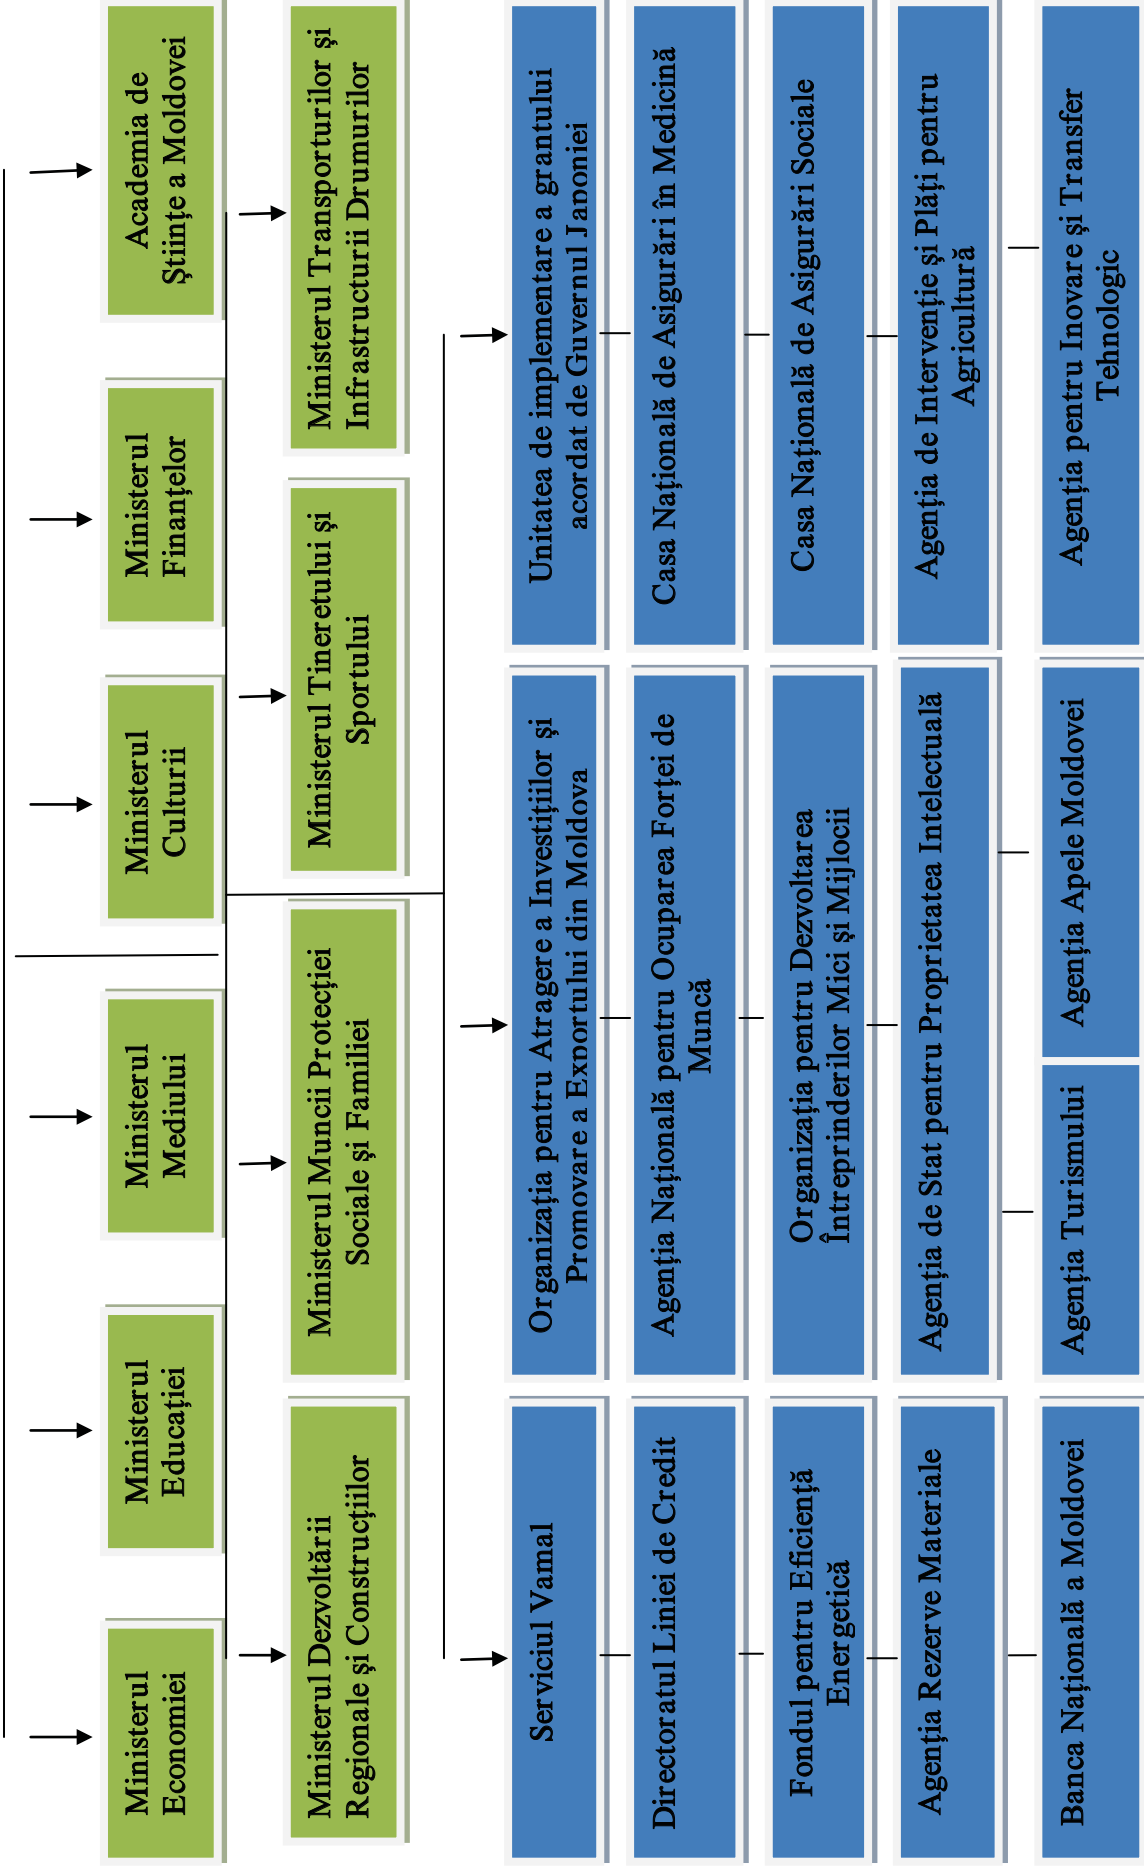 Ministerul
Economiei
Ministerul
Educației
Ministerul
Mediului
Ministerul
Culturii
Ministerul
Finanțelor
Academia de
Științe a Moldovei
Ministerul Dezvoltării
Regionale și Construcțiilor
Ministerul Muncii Protecției
Sociale și Familiei
Ministerul Tineretului și
Sportului
Ministerul Transporturilor și
Infrastructurii Drumurilor
Serviciul Vamal
Organizația pentru Atragere a Investițiilor și
Promovare a Exportului din Moldova
Unitatea de implementare a grantului
acordat de Guvernul Japoniei
Directoratul Liniei de Credit
Agenția Națională pentru Ocuparea Forței de
Muncă
Casa Națională de Asigurări în Medicină
Fondul pentru Eficiență
Energetică
Organizația pentru Dezvoltarea
Întreprinderilor Mici și Mijlocii
Casa Națională de Asigurări Sociale
Agenția Rezerve Materiale
Agenția de Stat pentru Proprietatea Intelectuală
Agenția de Intervenție și Plăți pentru
Agricultură
Banca Națională a Moldovei
Agenția Turismului
Agenția Apele Moldovei
Agenția pentru Inovare și Transfer
Tehnologic